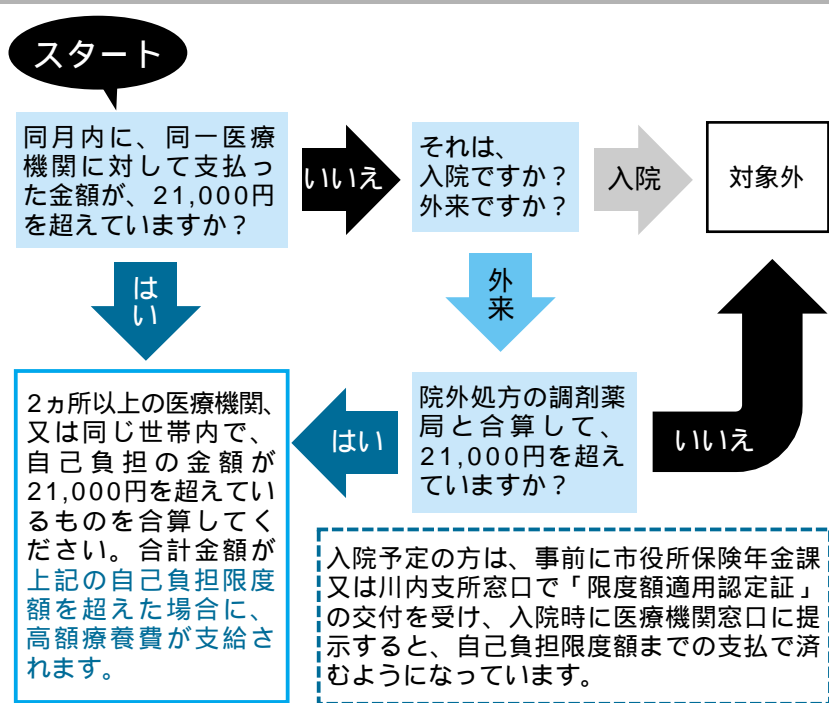 スタート
同月内に、同一医療
機関に対して支払っ
た金額が、21,000円
を超えていますか？
いいえ
それは、
入院ですか？
外来ですか？
入院
対象外
はい
外来
2ヵ所以上の医療機関、
又は同じ世帯内で、
自己負担の金額が
21,000円を超えてい
るものを合算してく
ださい。合計金額が
上記の自己負担限度
額を超えた場合に、
高額療養費が支給さ
れます。
はい
院外処方の調剤薬
局と合算して、
21,000円を超え
ていますか？
いいえ
入院予定の方は、事前に市役所保険年金課
又は川内支所窓口で「限度額適用認定証」
の交付を受け、入院時に医療機関窓口に提
示すると、自己負担限度額までの支払で済
むようになっています。